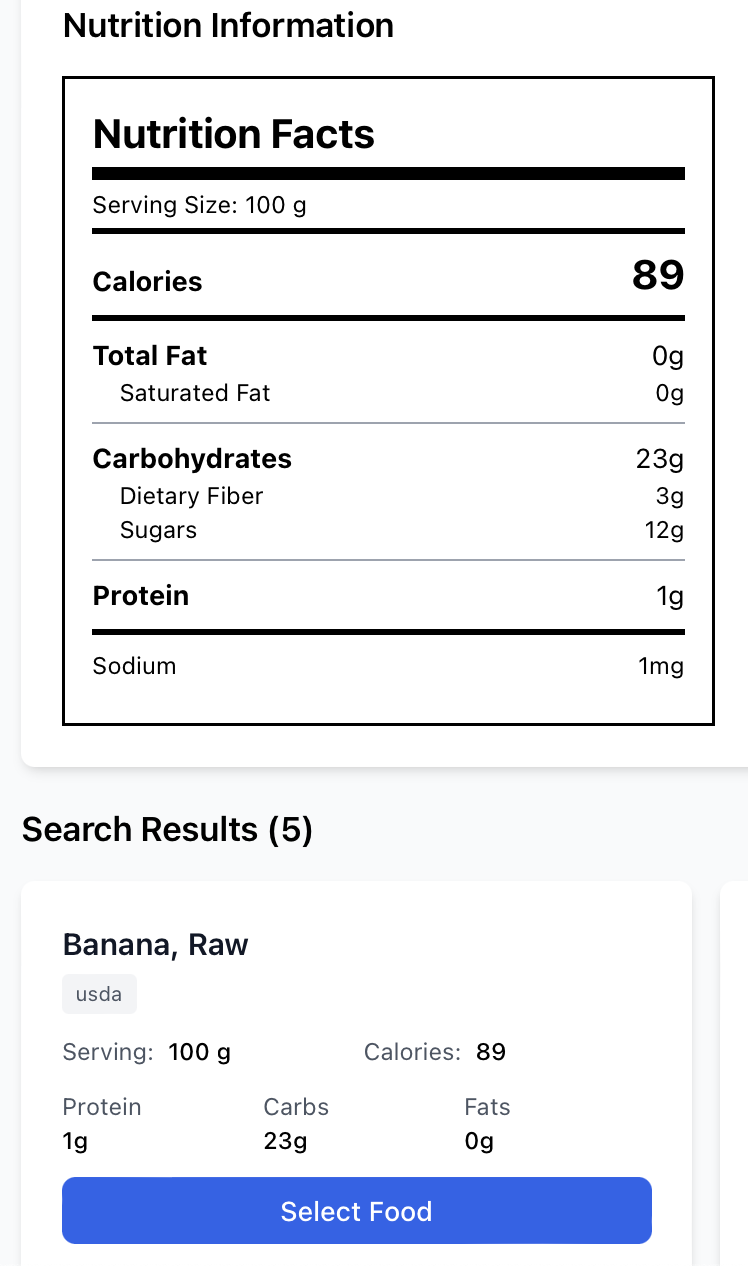 Nutrition Information
Nutrition Facts
Serving Size: 100 g
Calories 89
Total Fat 0g
Saturated Fat 0g
Carbohydrates 23g
Dietary Fiber 3g
Sugars 12g
Protein 1g
Sodium 1mg
Search Results (5)
Banana, Raw
usda
Serving: 100 g Calories: 89
Protein Carbs Fats
1g 23g 0g
Select Food